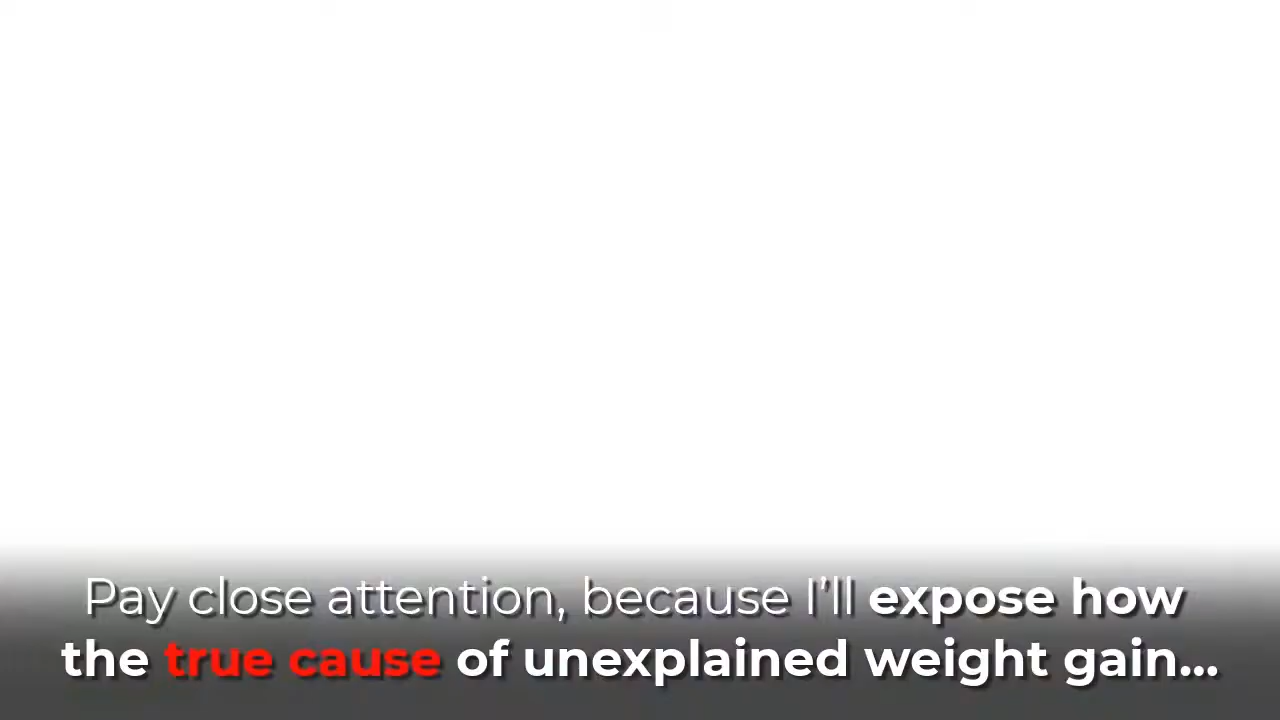 Pay close attention, because I’ll expose how
the true cause of unexplained weight gain...